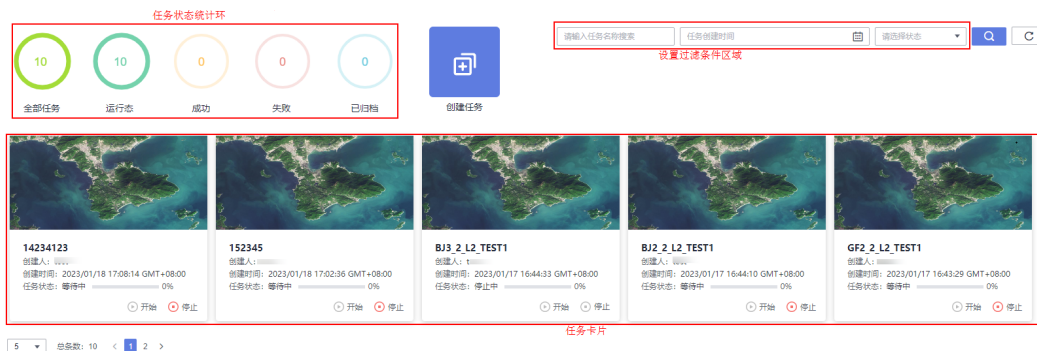 任务状态统计环
10
10
0
0
0
全部任务
运行态
成功
失败
已归档
创建任务
请输入任务名称搜索
任务创建时间
请选择状态
设置过滤条件区域
14234123
创建人:
创建时间: 2023/01/18 17:08:14 GMT+08:00
任务状态: 等待中 0%
开始 停止
152345
创建人:
创建时间: 2023/01/18 17:02:36 GMT+08:00
任务状态: 等待中 0%
开始 停止
BJ3_2_L2_TEST1
创建人: t
创建时间: 2023/01/17 16:44:33 GMT+08:00
任务状态: 停止中 0%
开始 停止
BJ2_2_L2_TEST1
创建人:
创建时间: 2023/01/17 16:44:10 GMT+08:00
任务状态: 等待中 0%
开始 停止
GF2_2_L2_TEST1
创建人:
创建时间: 2023/01/17 16:43:29 GMT+08:00
任务状态: 等待中 0%
开始 停止
任务卡片
5 总条数: 10 < 1 2 >